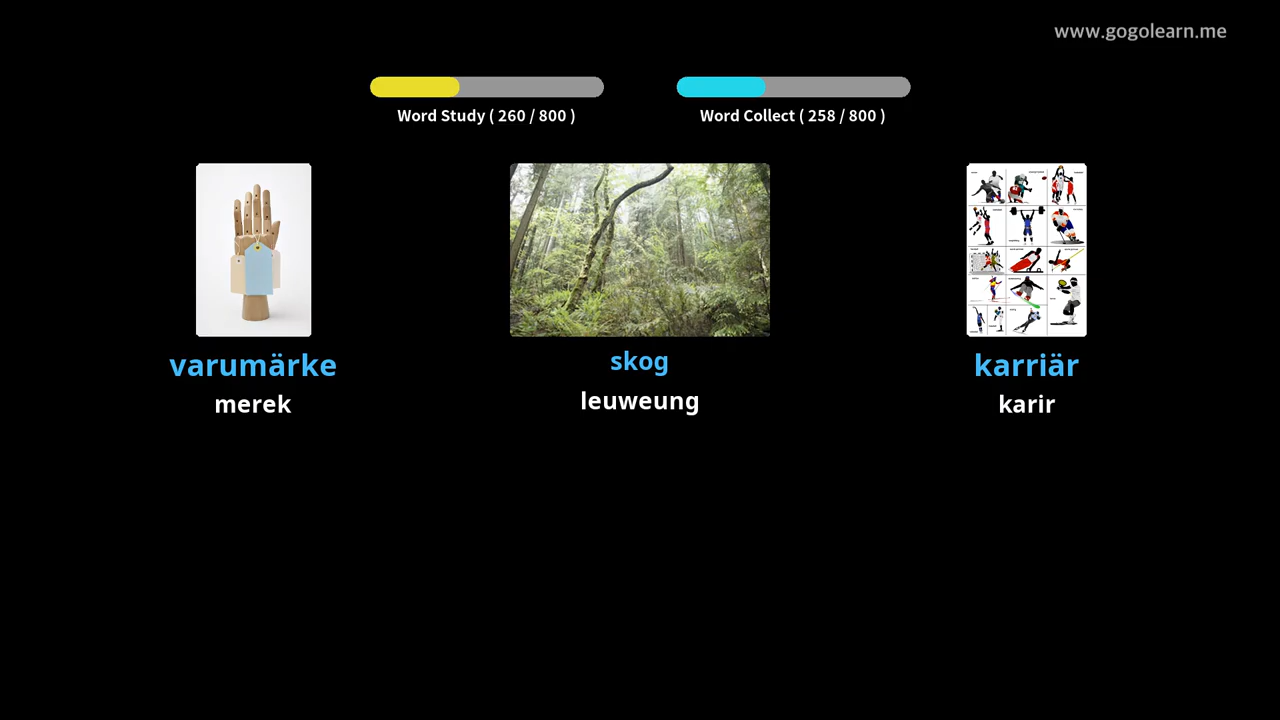 www.gogolearn.me
Word Study ( 260 / 800 )
Word Collect ( 258 / 800 )
varumärke
merek
skog
leuweung
karriär
karir